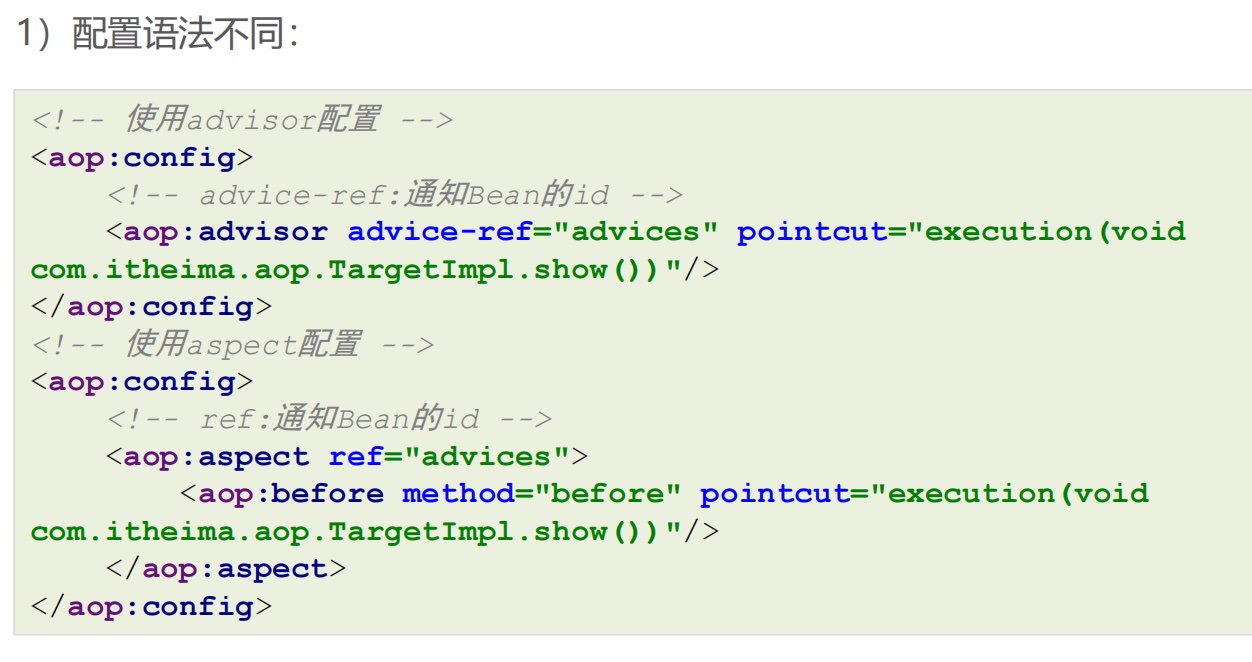 1）配置语法不同：
<!-- 使用advisor配置 -->
<aop:config>
    <!-- advice-ref:通知Bean的id -->
    <aop:advisor advice-ref="advices" pointcut="execution(void
com.itheima.aop.TargetImpl.show())"/>
</aop:config>
<!-- 使用aspect配置 -->
<aop:config>
    <!-- ref:通知Bean的id -->
    <aop:aspect ref="advices">
        <aop:before method="before" pointcut="execution(void
com.itheima.aop.TargetImpl.show())"/>
    </aop:aspect>
</aop:config>